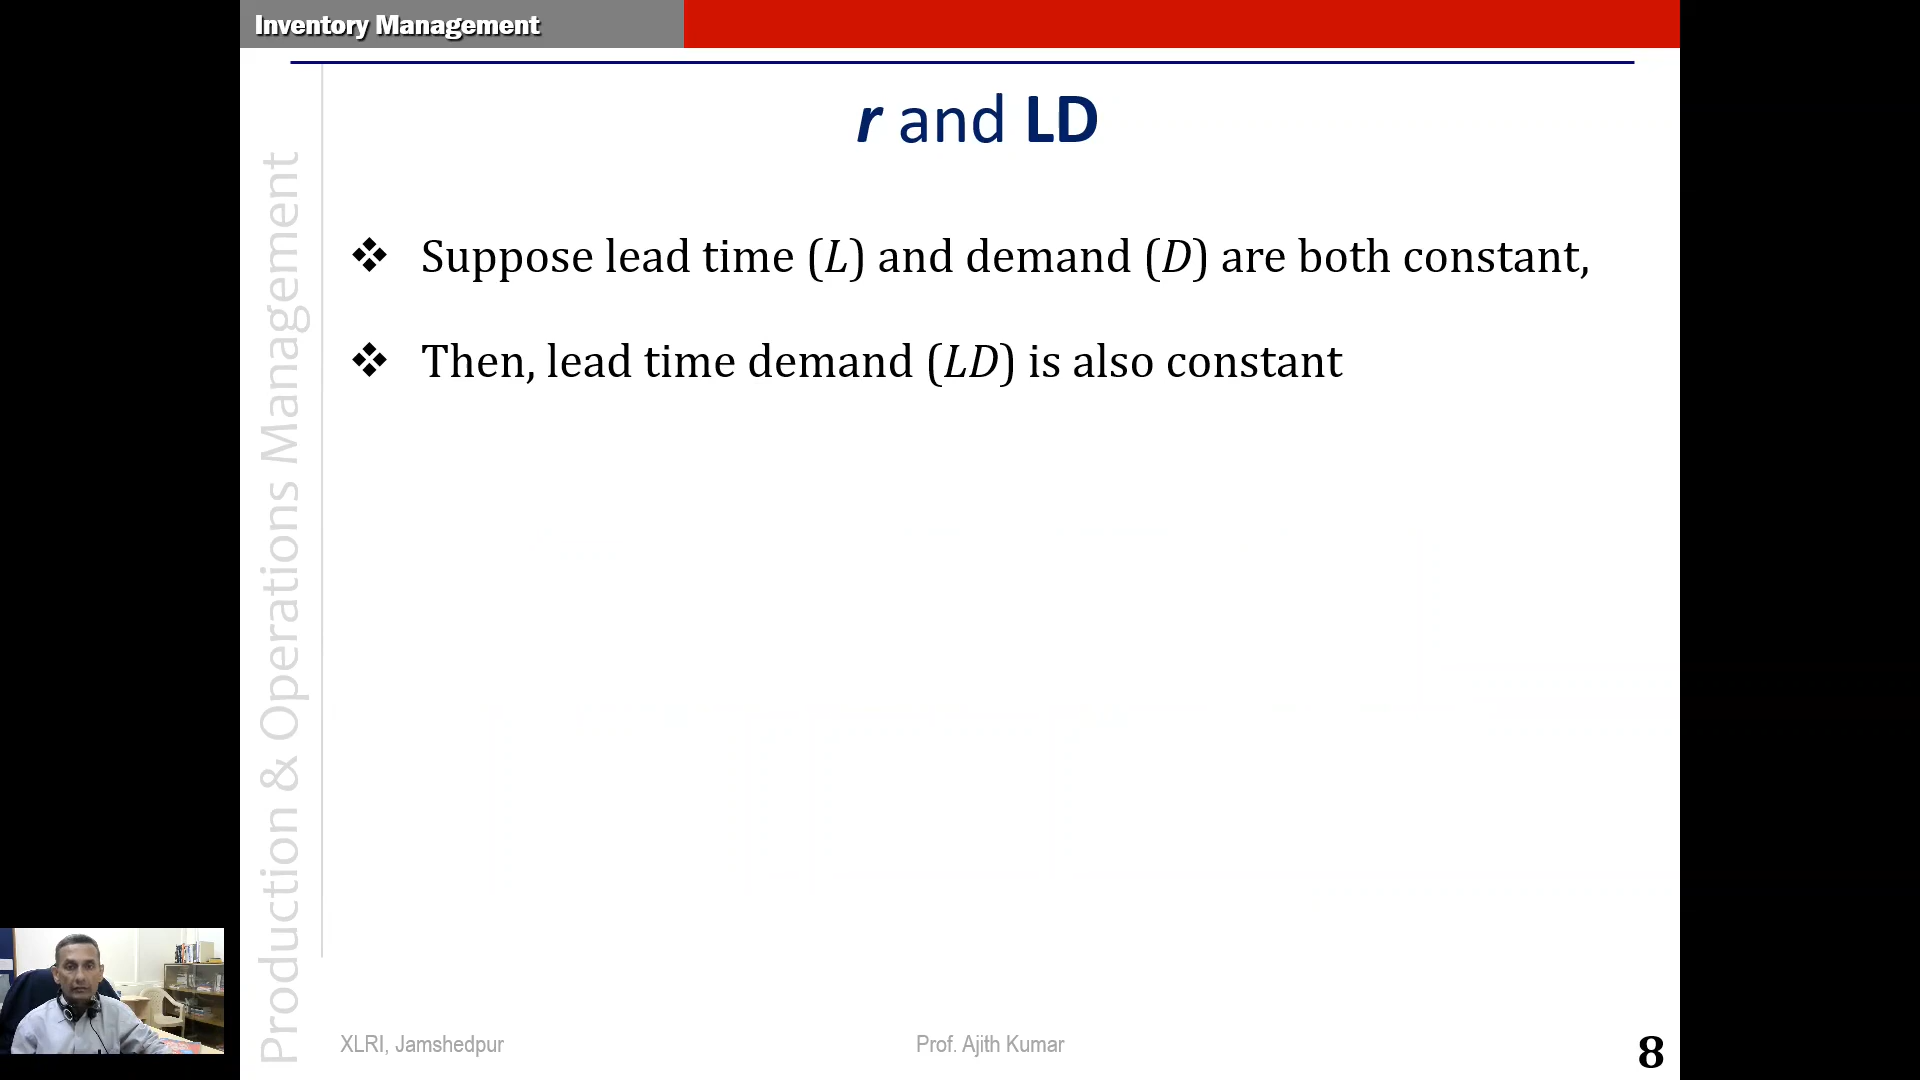 Inventory Management
r and LD
Suppose lead time (L) and demand (D) are both constant,
Then, lead time demand (LD) is also constant
Production & Operations Management
XLRI, Jamshedpur
Prof. Ajith Kumar
8